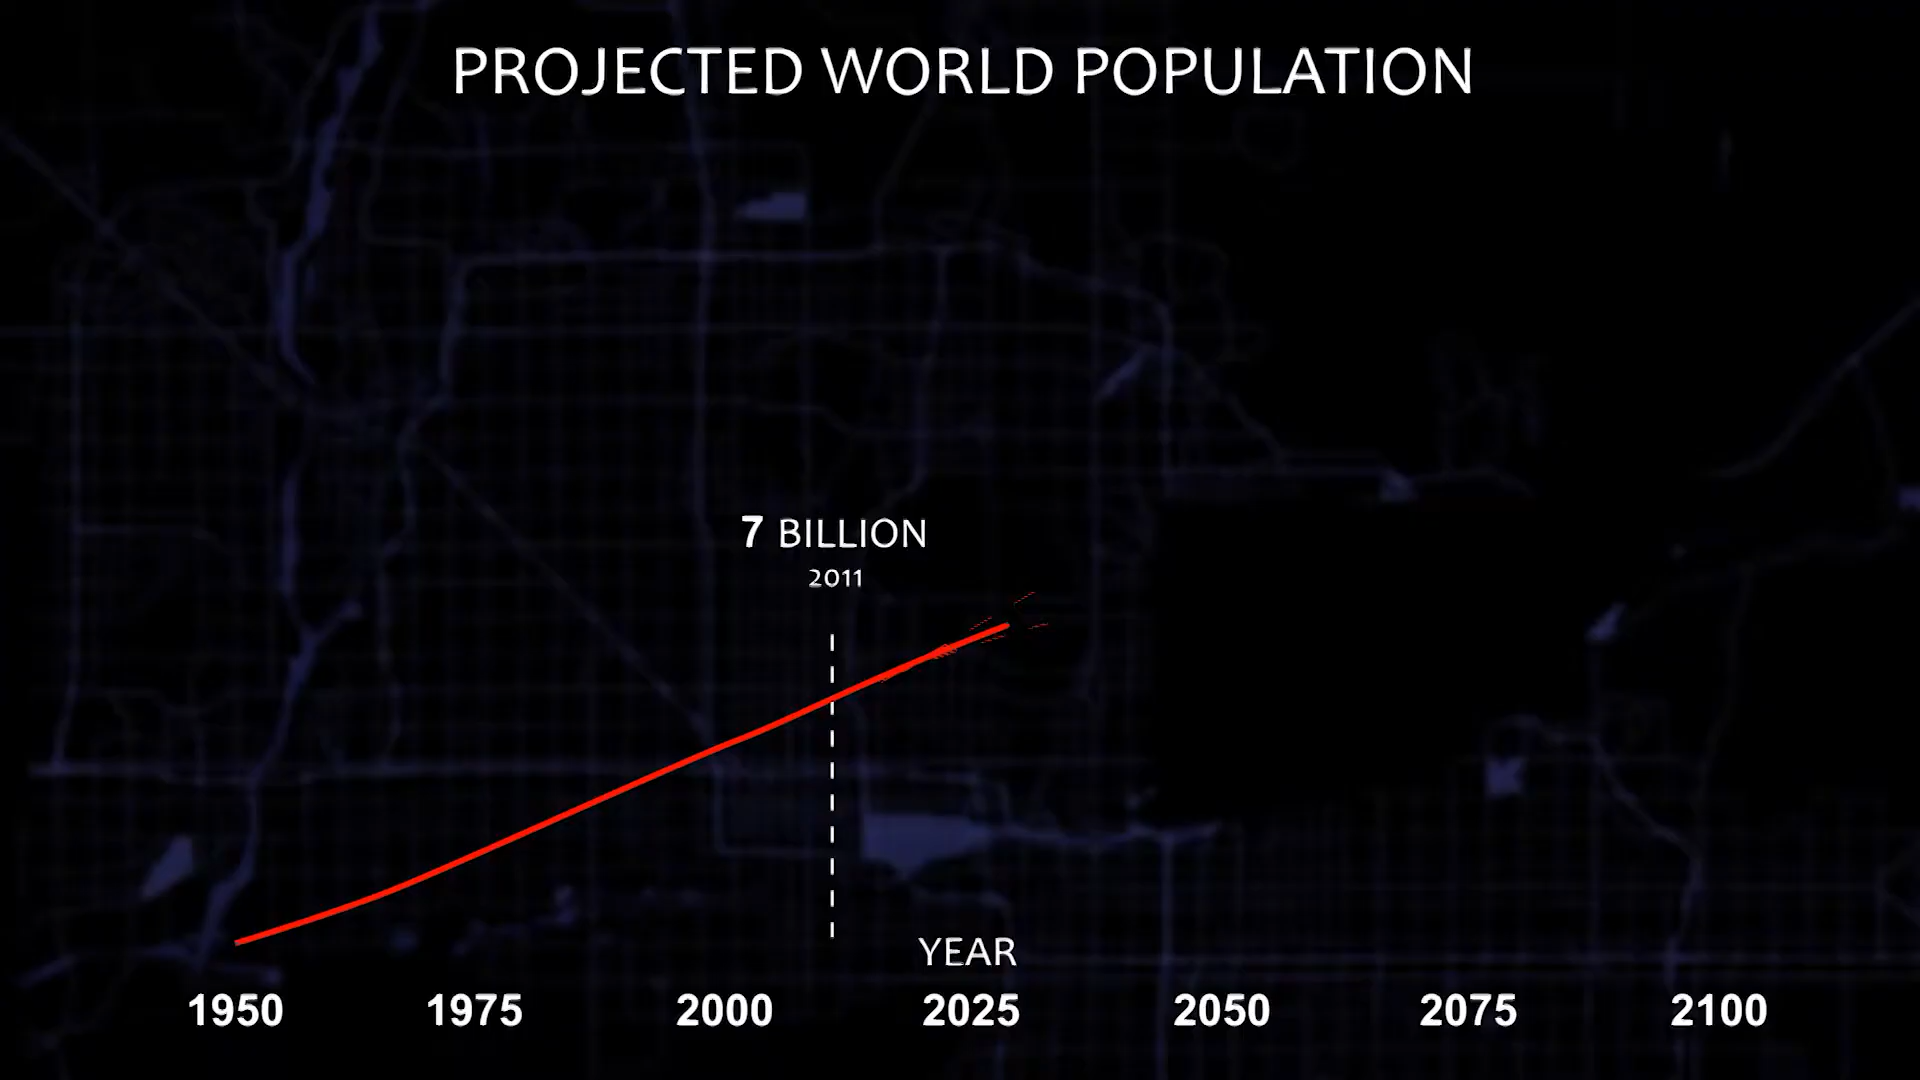 PROJECTED WORLD POPULATION
7 BILLION
2011
YEAR
1950 1975 2000 2025 2050 2075 2100